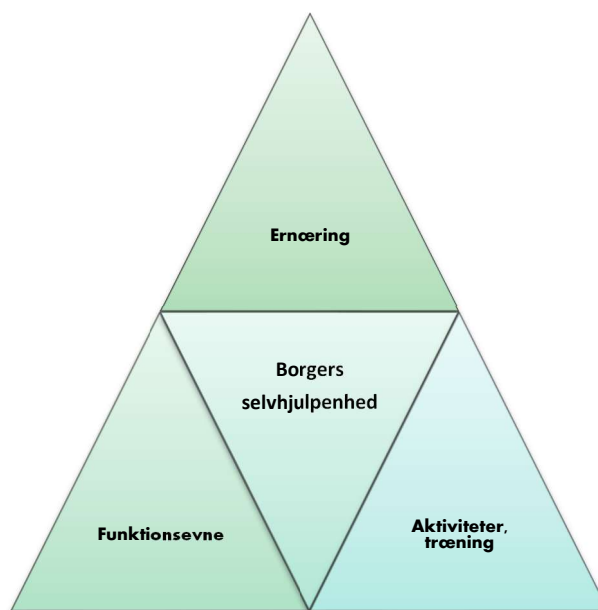 Ernæring
Borgers
selvhjulpenhed
Funktionsevne
Aktiviteter,
træning